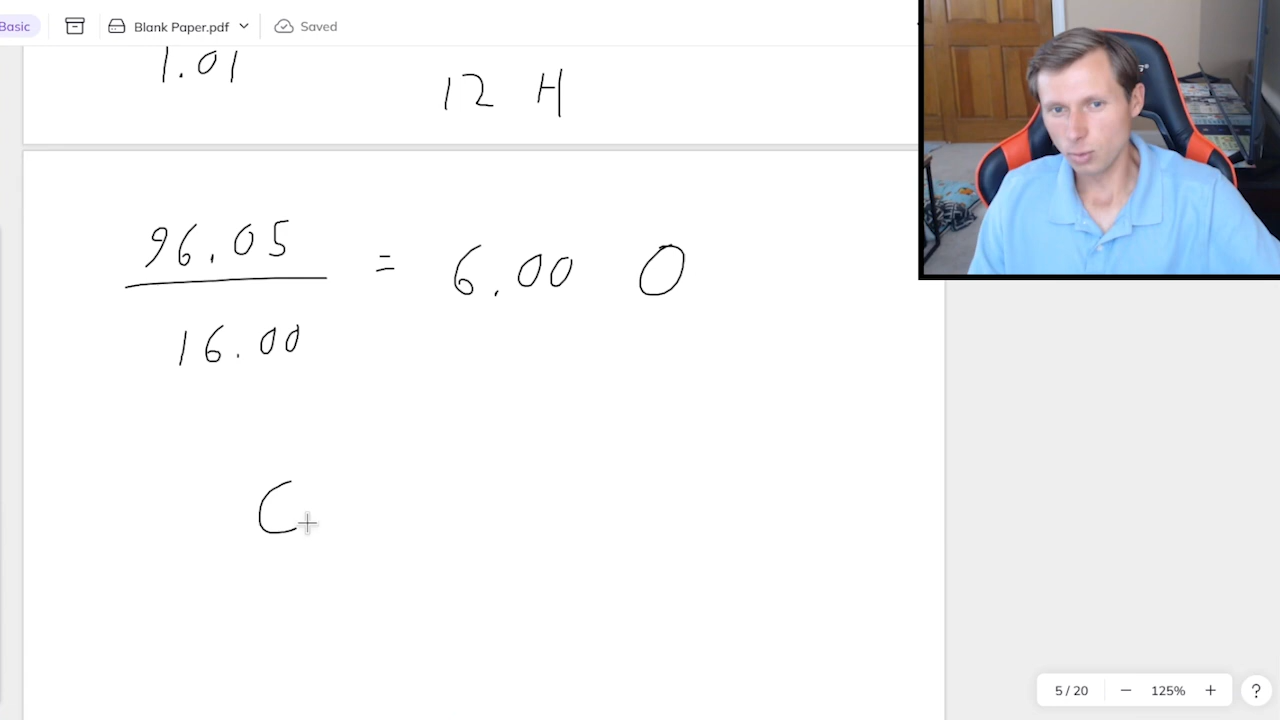 Basic Blank Paper.pdf Saved
1.01
12 H
96.05
= 6.00 O
16.00
C
5 / 20 − 125% + ?